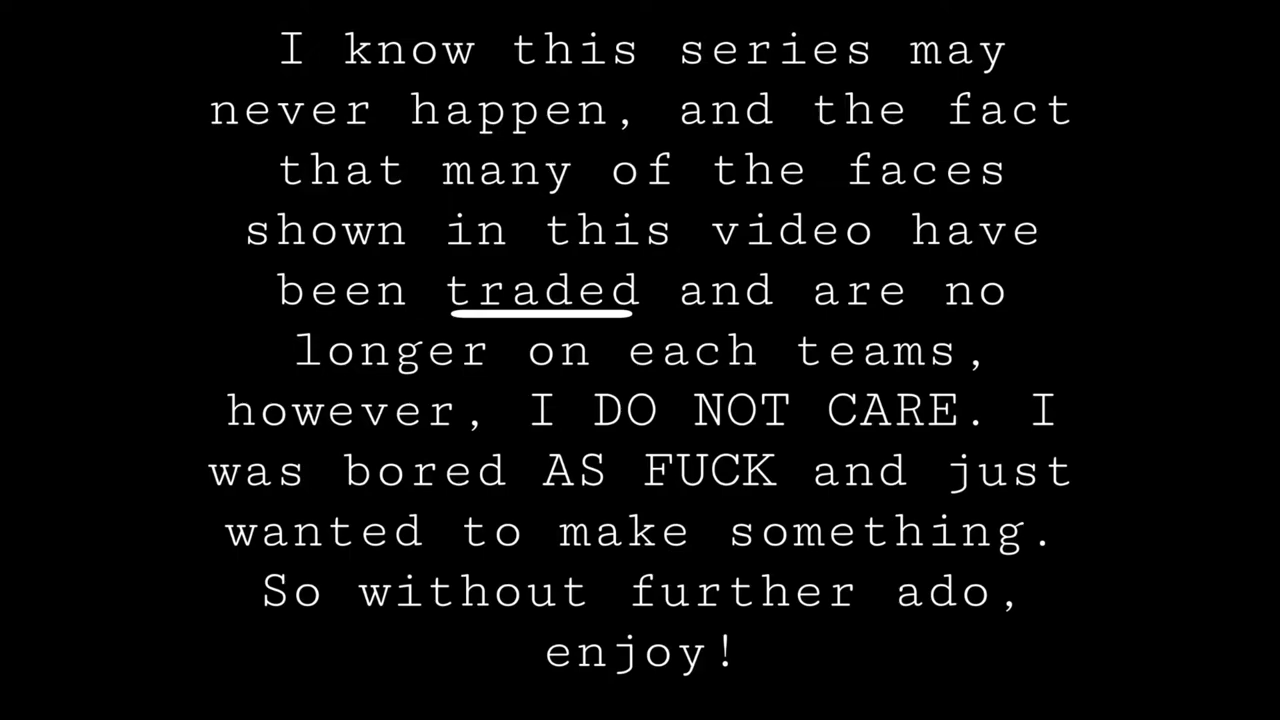 I know this series may
never happen, and the fact
that many of the faces
shown in this video have
been traded and are no
longer on each teams,
however, I DO NOT CARE. I
was bored AS FUCK and just
wanted to make something.
So without further ado,
enjoy!